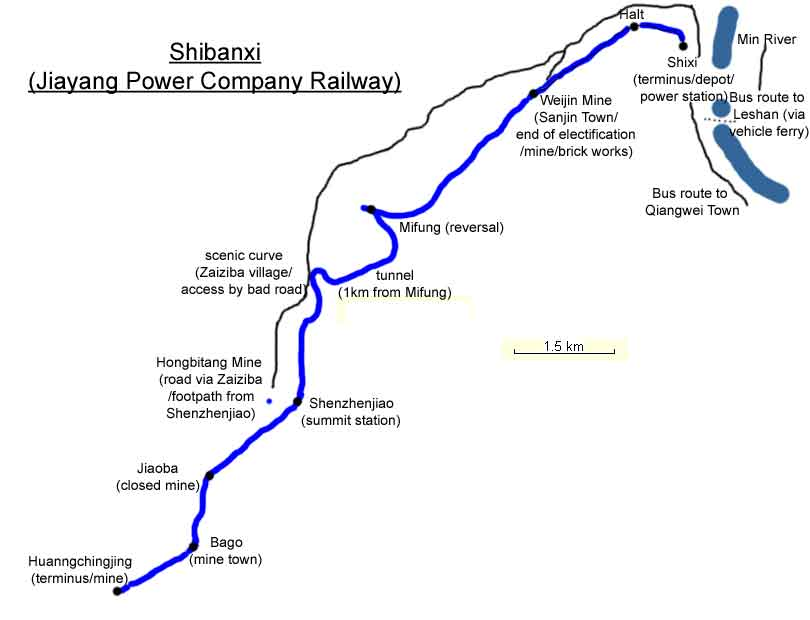 Shibanxi
(Jiayang Power Company Railway)
Halt
Min River
Shixi
(terminus/depot/
power station)
Bus route to
Leshan (via
vehicle ferry)
Weijin Mine
(Sanjin Town/
end of electification
/mine/brick works)
Bus route to
Qiangwei Town
Mifung (reversal)
scenic curve
(Zaiziba village/
access by bad road)
tunnel
(1km from Mifung)
1.5 km
Hongbitang Mine
(road via Zaiziba
/footpath from
Shenzhenjiao)
Shenzhenjiao
(summit station)
Jiaoba
(closed mine)
Bago
(mine town)
Huanngchingjing
(terminus/mine)